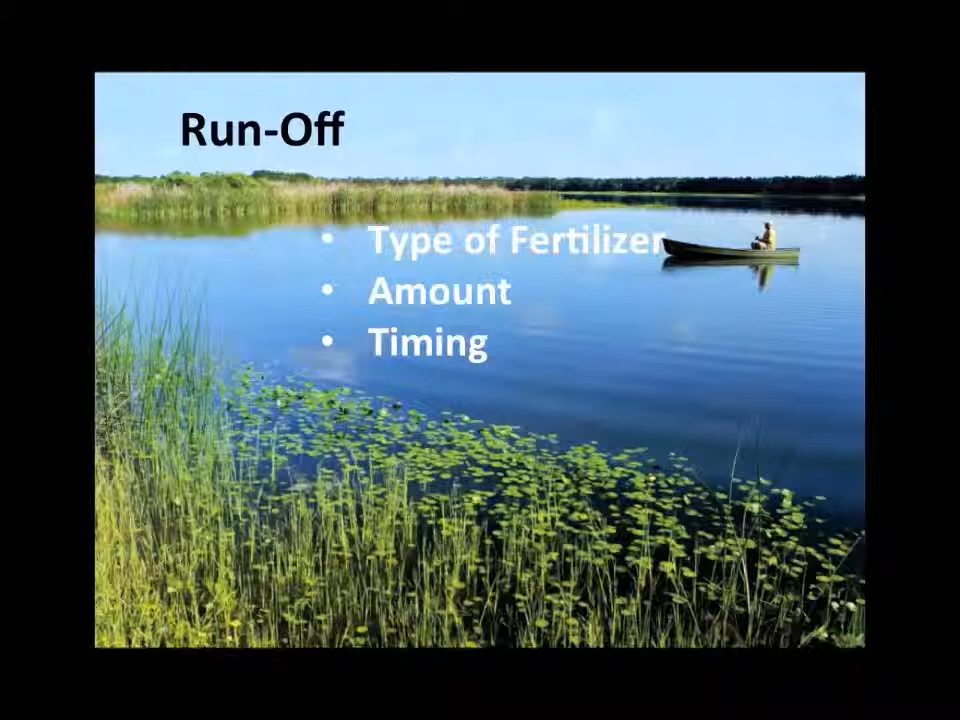 Run-Off
• Type of Fertilizer
• Amount
• Timing